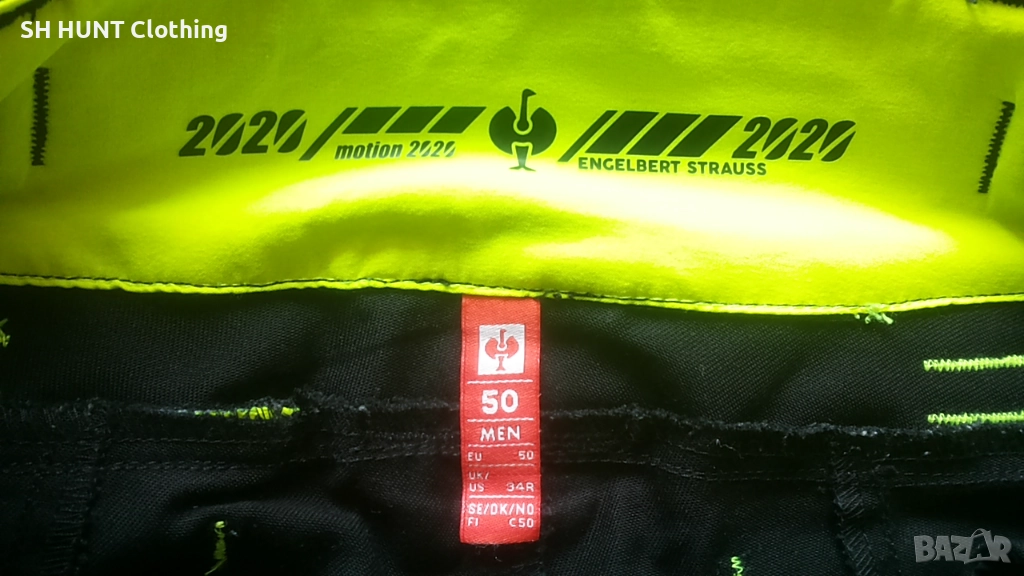 SH HUNT Clothing
2020 motion 2020 2020
ENGELBERT STRAUSS
50
MEN
EU 50
UK/
US 34R
SE/DK/NO
FI C50
BAZAR